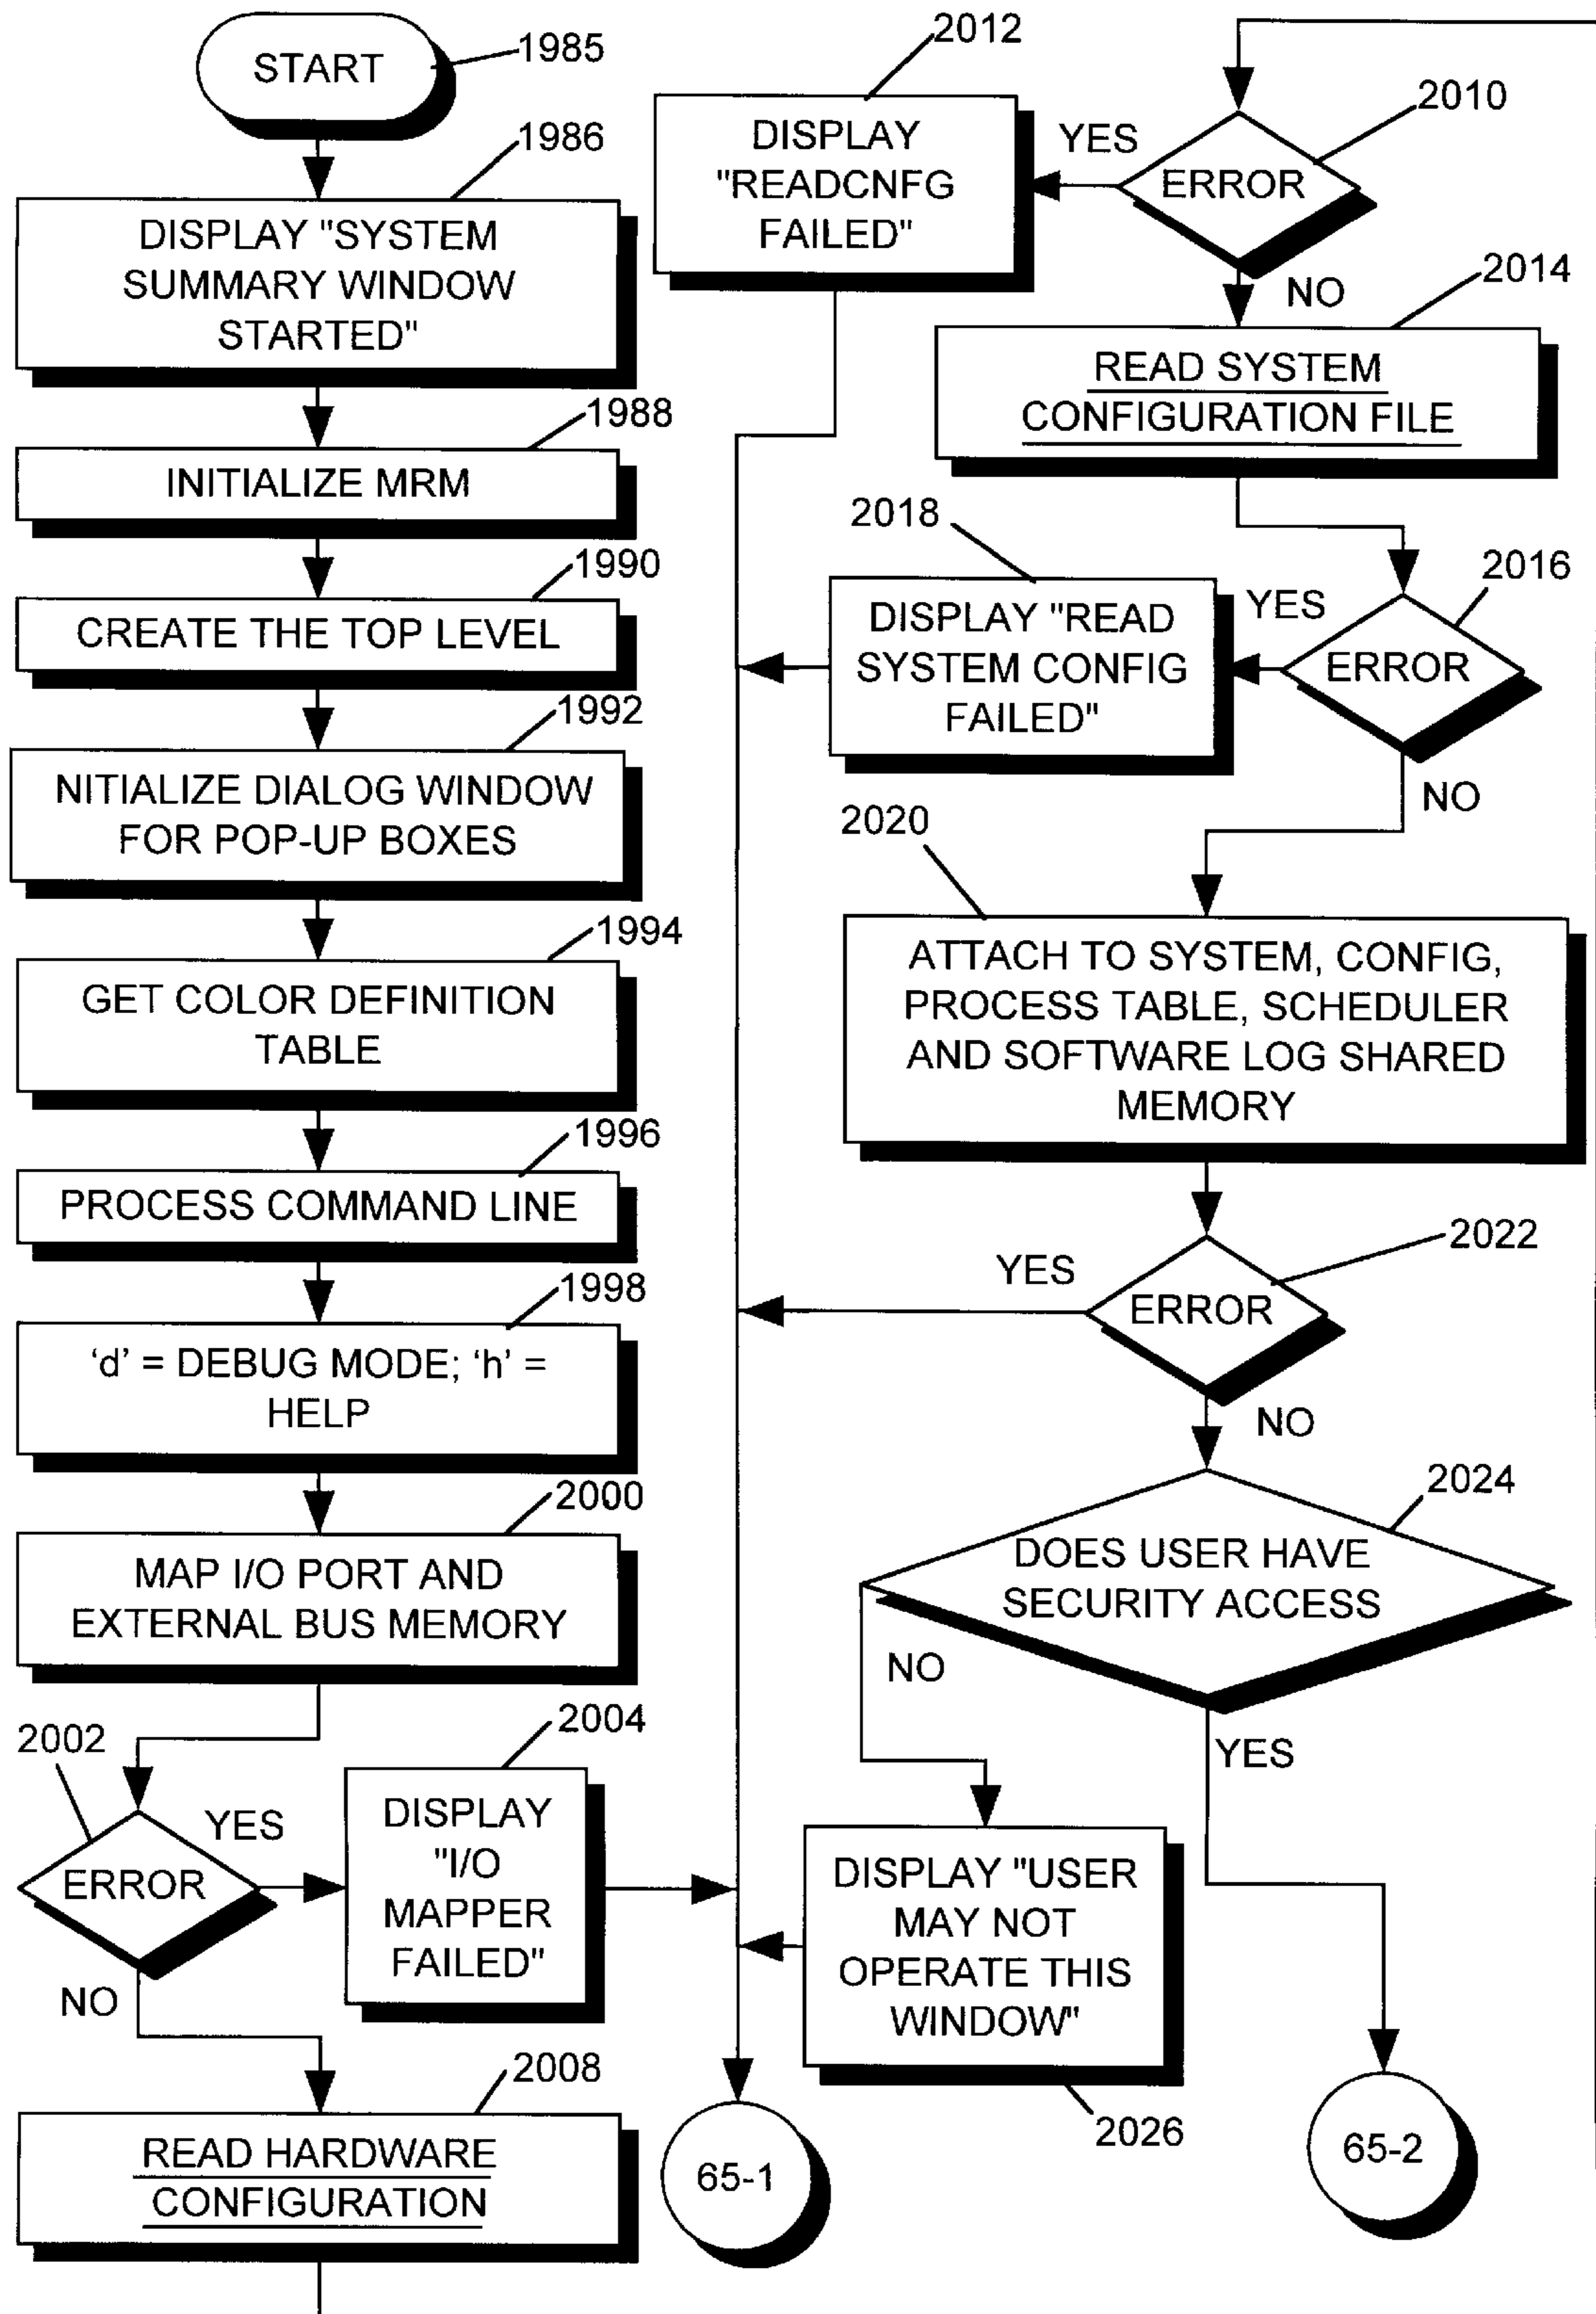 START
1985
1986
DISPLAY "SYSTEM
SUMMARY WINDOW
STARTED"
1988
INITIALIZE MRM
1990
CREATE THE TOP LEVEL
1992
NITIALIZE DIALOG WINDOW
FOR POP-UP BOXES
1994
GET COLOR DEFINITION
TABLE
1996
PROCESS COMMAND LINE
1998
‘d’ = DEBUG MODE; ‘h’ =
HELP
2000
MAP I/O PORT AND
EXTERNAL BUS MEMORY
2002
ERROR
YES
NO
2004
DISPLAY
"I/O
MAPPER
FAILED"
2008
READ HARDWARE
CONFIGURATION
2010
ERROR
YES
NO
2012
DISPLAY
"READCNFG
FAILED"
2014
READ SYSTEM
CONFIGURATION FILE
2016
ERROR
YES
NO
2018
DISPLAY "READ
SYSTEM CONFIG
FAILED"
2020
ATTACH TO SYSTEM, CONFIG,
PROCESS TABLE, SCHEDULER
AND SOFTWARE LOG SHARED
MEMORY
2022
ERROR
YES
NO
2024
DOES USER HAVE
SECURITY ACCESS
NO
YES
DISPLAY "USER
MAY NOT
OPERATE THIS
WINDOW"
2026
65-1
65-2